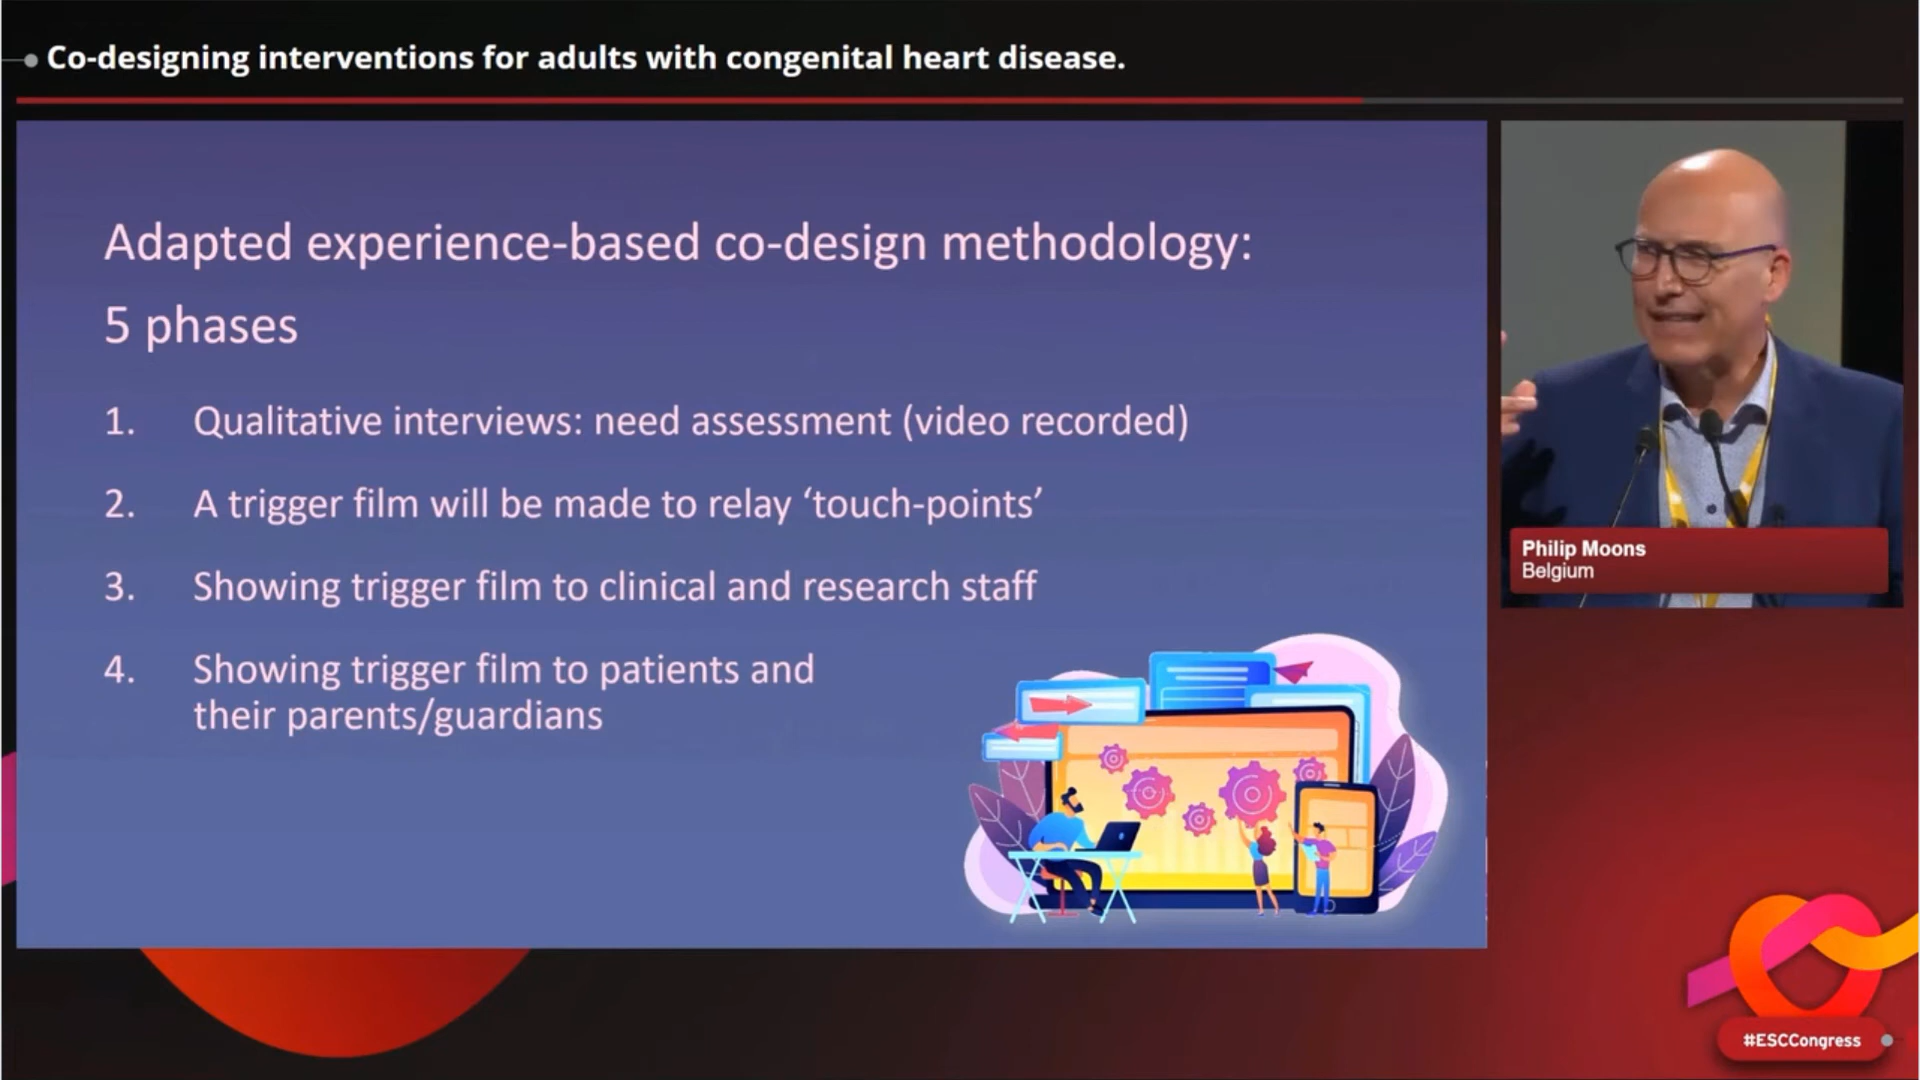 Co-designing interventions for adults with congenital heart disease.
Adapted experience-based co-design methodology:
5 phases
1. Qualitative interviews: need assessment (video recorded)
2. A trigger film will be made to relay ‘touch-points’
3. Showing trigger film to clinical and research staff
4. Showing trigger film to patients and
their parents/guardians
Philip Moons
Belgium
#ESCCongress